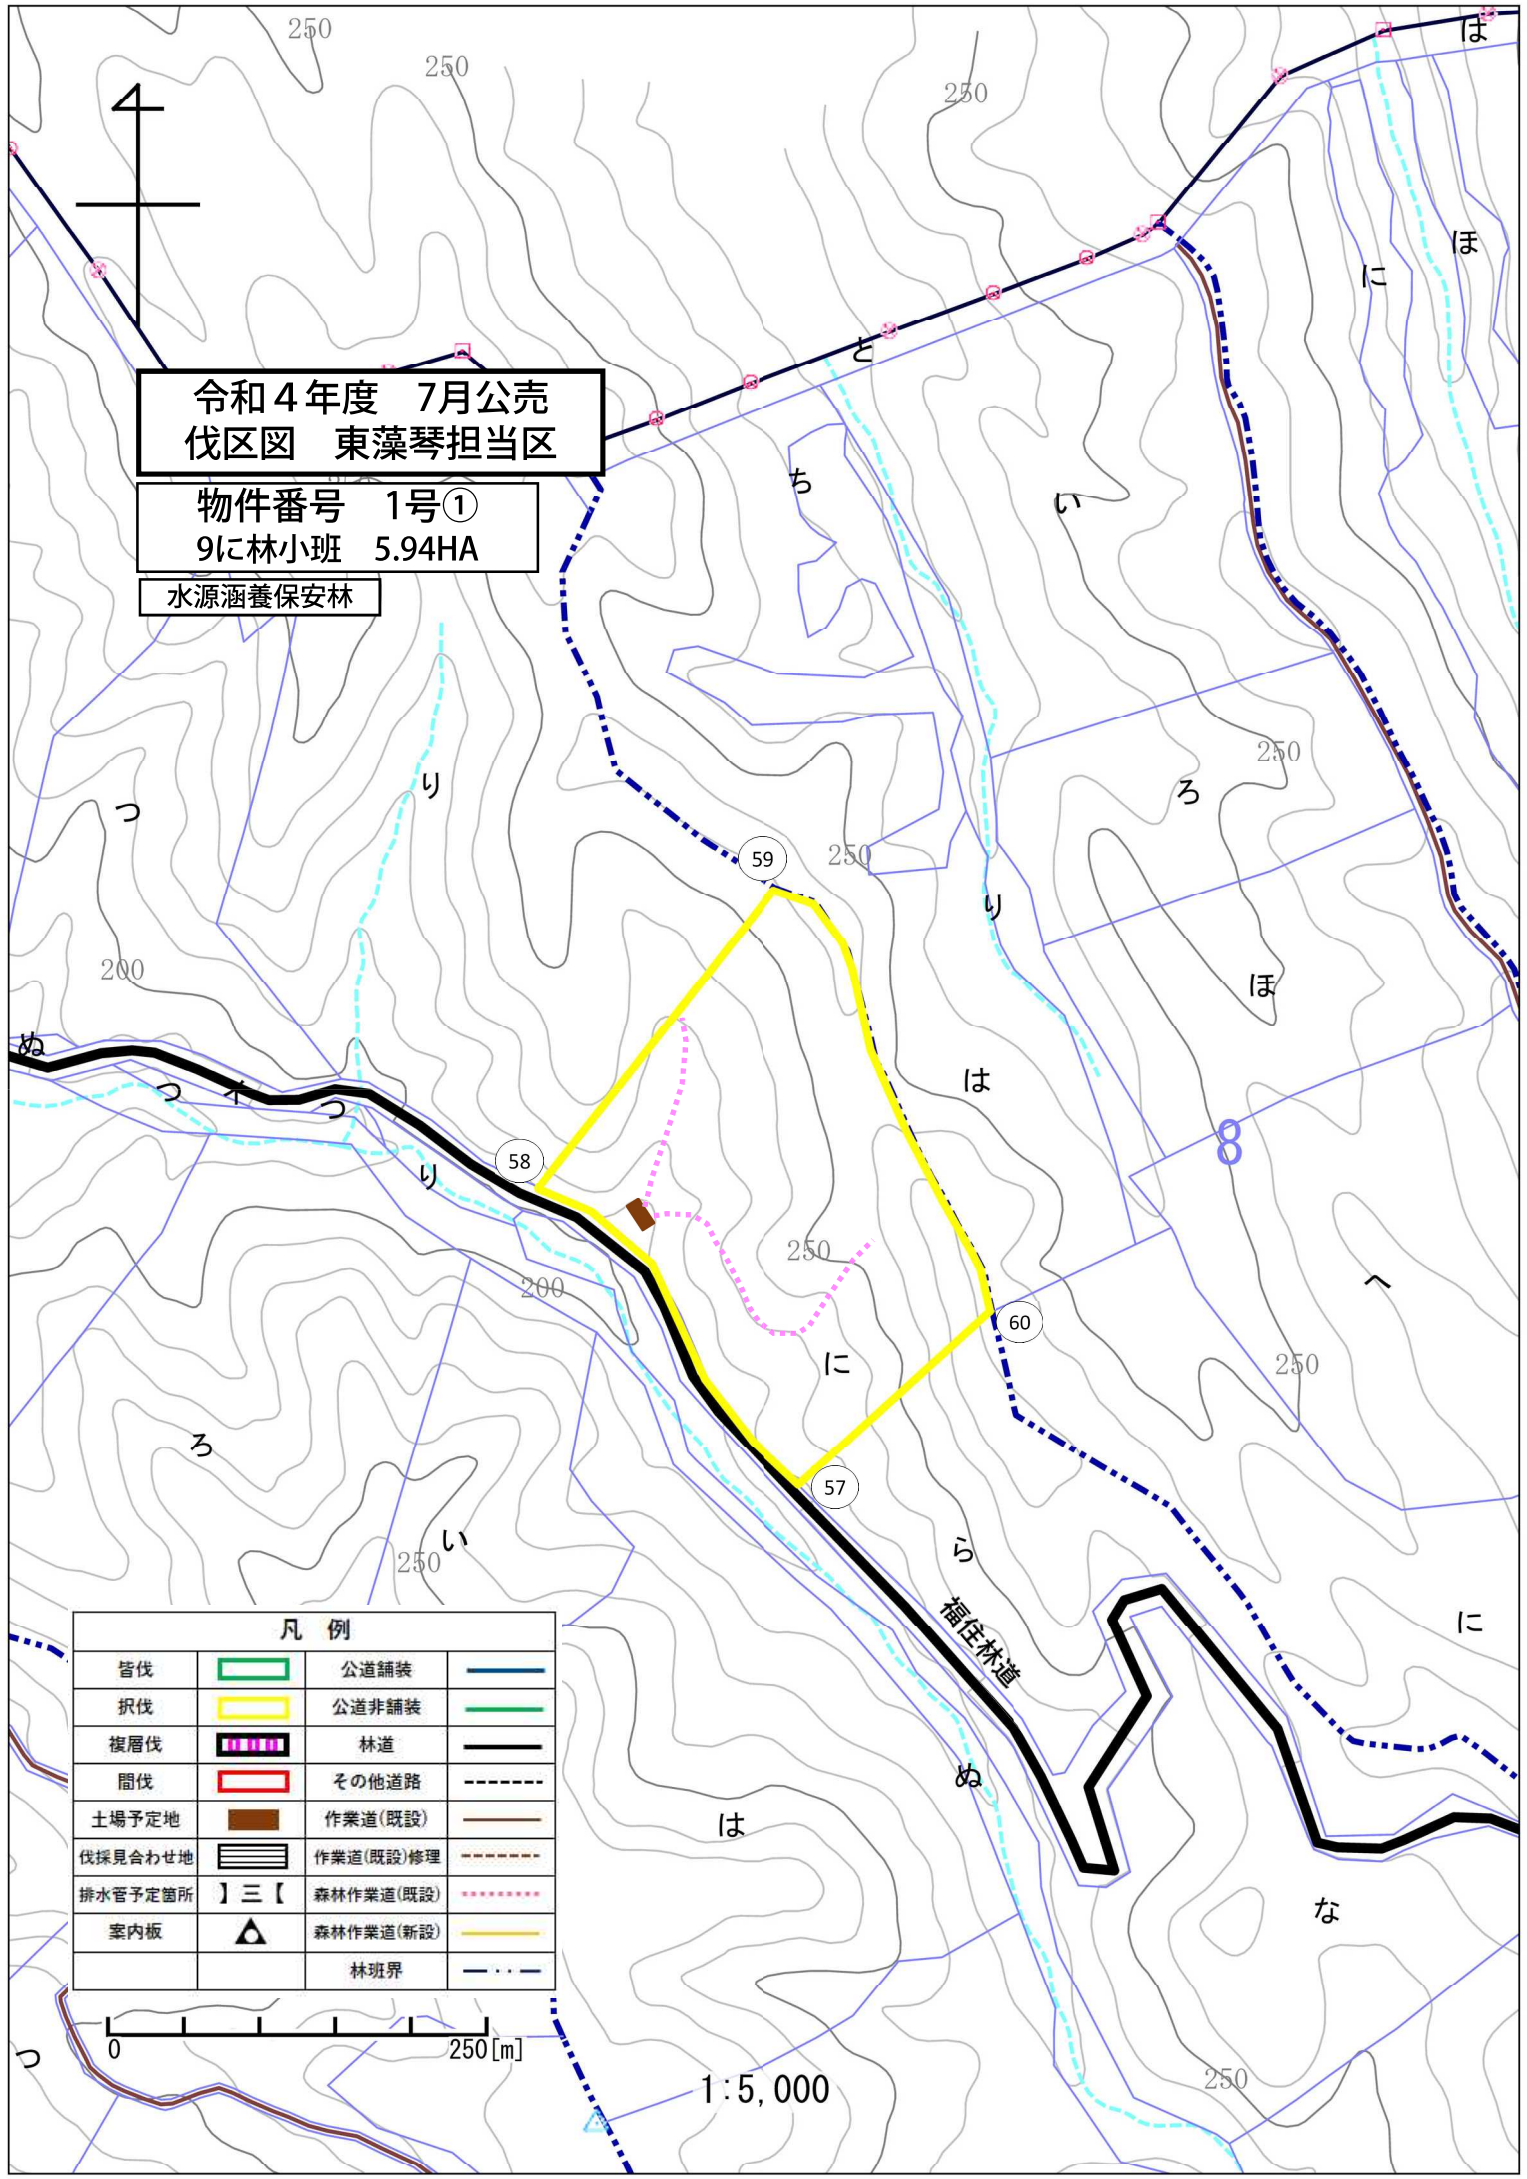 250
250
250
は
ほ
に
と
令和４年度　7月公売
伐区図　東藻琴担当区
物件番号　1号①
9に林小班　5.94HA
水源涵養保安林
ち
い
250
ろ
り
つ
59
250
り
200
ほ
ぬ
は
つ
イ
つ
8
58
り
250
200
へ
60
に
250
ろ
57
い
ら
250
福住林道
に
凡　例
皆伐　公道舗装
択伐　公道非舗装
複層伐　林道
間伐　その他道路
土場予定地　作業道(既設)
伐採見合わせ地　作業道(既設)修理
排水管予定箇所　】三【　森林作業道(既設)
案内板　森林作業道(新設)
林班界
ぬ
は
な
0　250[m]
つ
250
1:5,000